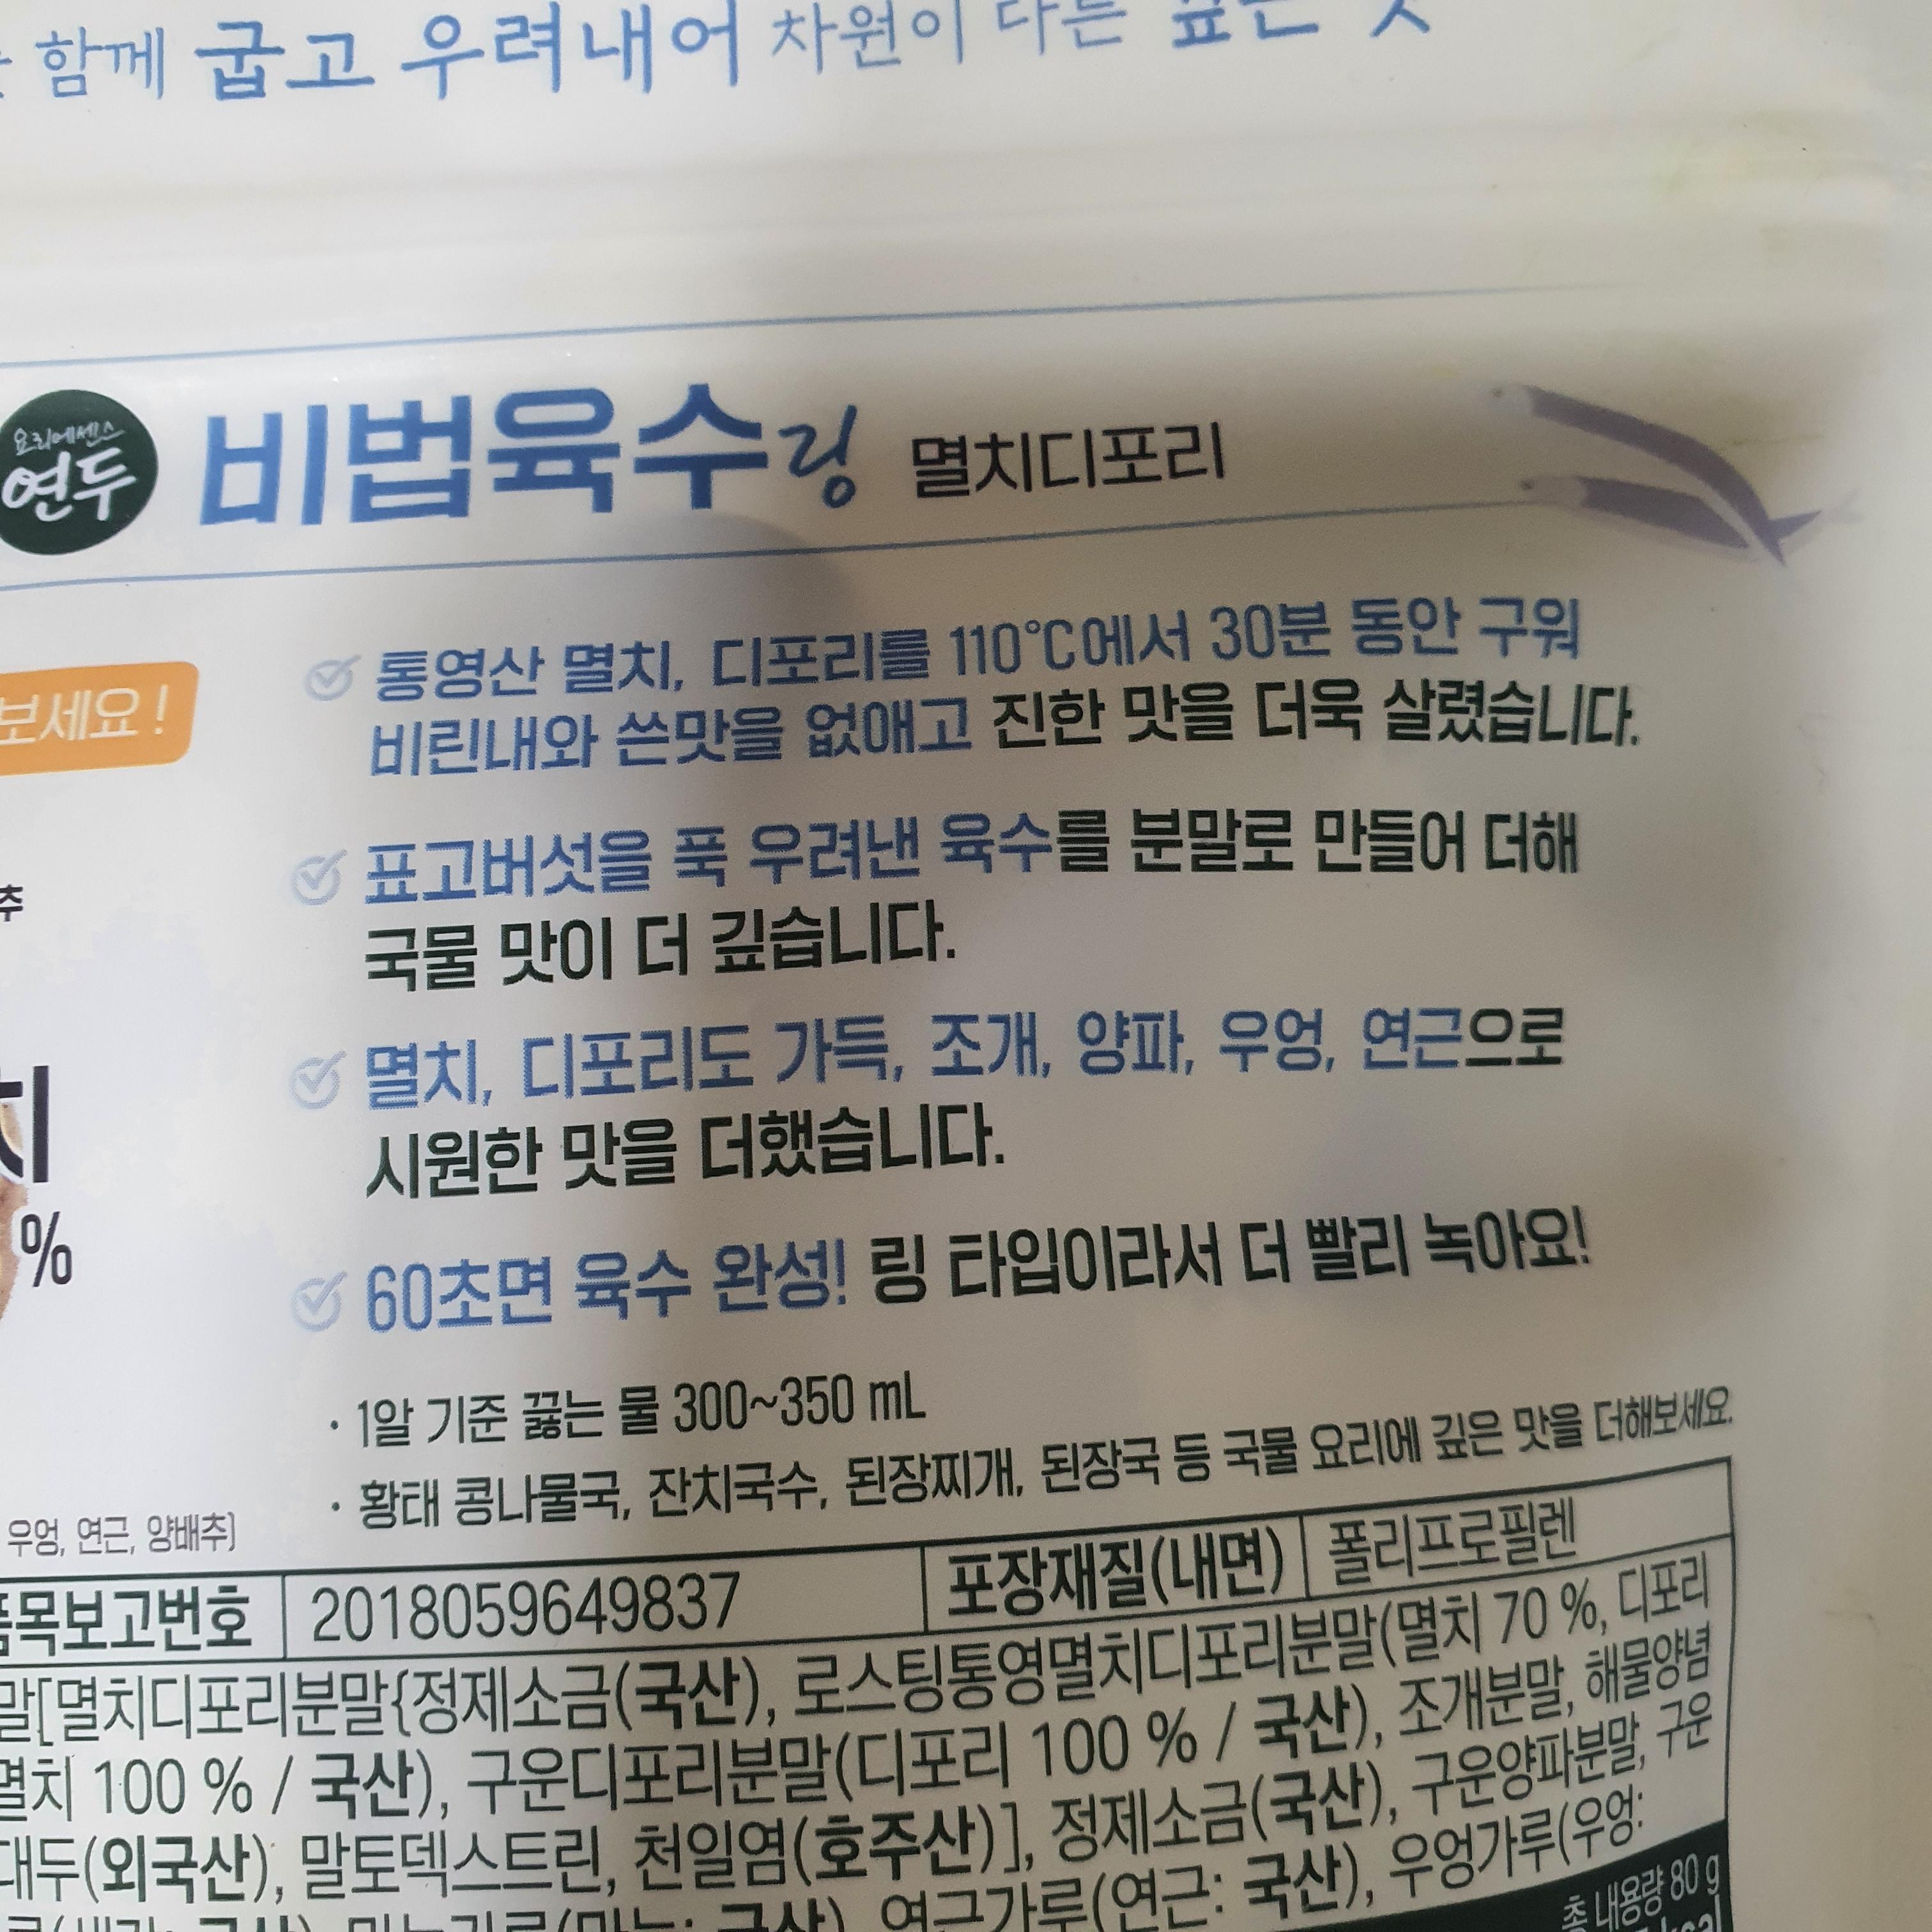 함께 굽고 우려내어 차원이 다른 깊은 맛
요리에센스
연두
비법육수링 멸치디포리
보세요!
통영산 멸치, 디포리를 110℃에서 30분 동안 구워
비린내와 쓴맛을 없애고 진한 맛을 더욱 살렸습니다.
표고버섯을 푹 우려낸 육수를 분말로 만들어 더해
추
국물 맛이 더 깊습니다.
멸치, 디포리도 가득, 조개, 양파, 우엉, 연근으로
치
시원한 맛을 더했습니다.
%
60초면 육수 완성! 링 타입이라서 더 빨리 녹아요!
· 1알 기준 끓는 물 300~350 mL
· 황태 콩나물국, 잔치국수, 된장찌개, 된장국 등 국물 요리에 깊은 맛을 더해보세요.
우엉, 연근, 양배추]
품목보고번호 2018059649837 포장재질(내면) 폴리프로필렌
말[멸치디포리분말{정제소금(국산), 로스팅통영멸치디포리분말(멸치 70 %, 디포리
멸치 100 % / 국산), 구운디포리분말(디포리 100 % / 국산), 조개분말, 해물양념
대두(외국산), 말토덱스트린, 천일염(호주산)], 정제소금(국산), 구운양파분말, 구운
연근가루(연근: 국산), 우엉가루(우엉:
총 내용량 80 g
kcal